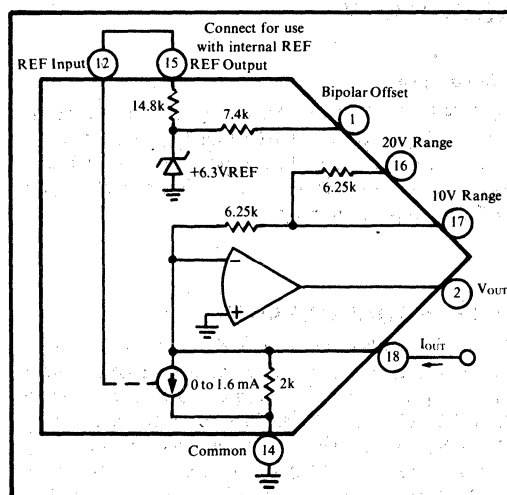 Connect for use
with internal REF
REF Input 12 15 REF Output
14.8k
7.4k
Bipolar Offset
1
20V Range
16
+6.3VREF
6.25k
10V Range
17
6.25k
−
+
2 VOUT
IOUT
18
0 to 1.6 mA
2k
Common 14